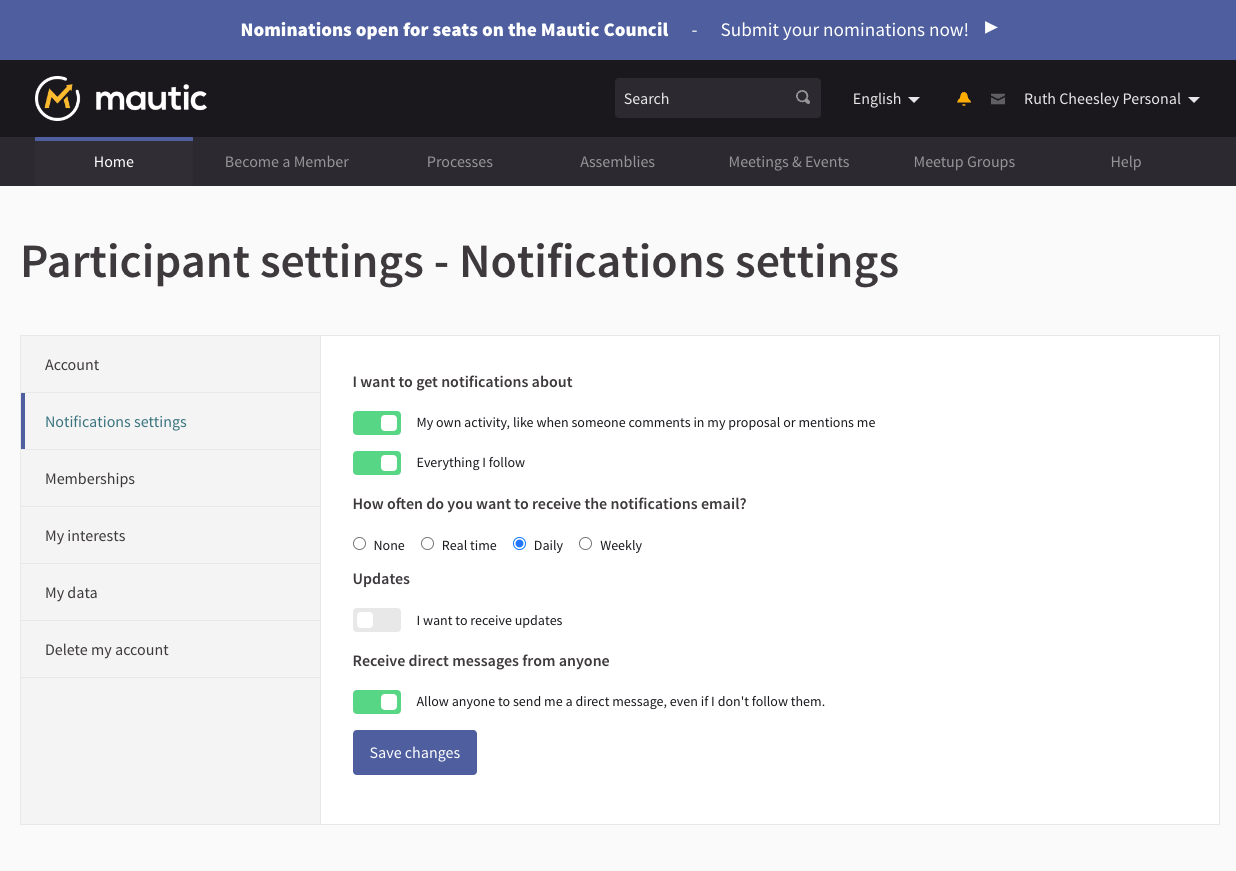 Nominations open for seats on the Mautic Council - Submit your nominations now! ►
mautic
Search
English
Ruth Cheesley Personal
Home
Become a Member
Processes
Assemblies
Meetings & Events
Meetup Groups
Help
Participant settings - Notifications settings
Account
Notifications settings
Memberships
My interests
My data
Delete my account
I want to get notifications about
My own activity, like when someone comments in my proposal or mentions me
Everything I follow
How often do you want to receive the notifications email?
None Real time Daily Weekly
Updates
I want to receive updates
Receive direct messages from anyone
Allow anyone to send me a direct message, even if I don't follow them.
Save changes